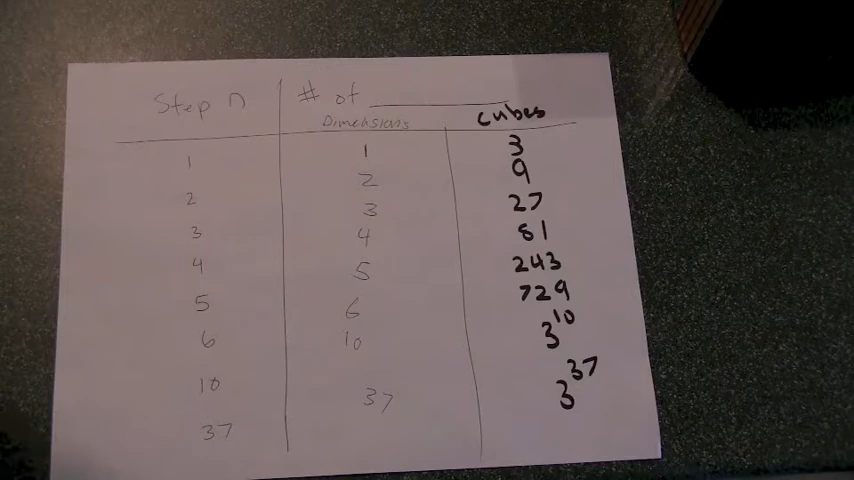 Step n # of
Dimensions cubes
1 1 3
2 2 9
3 3 27
4 4 81
5 5 243
6 6 729
10 10 3^10
37 37 3^37